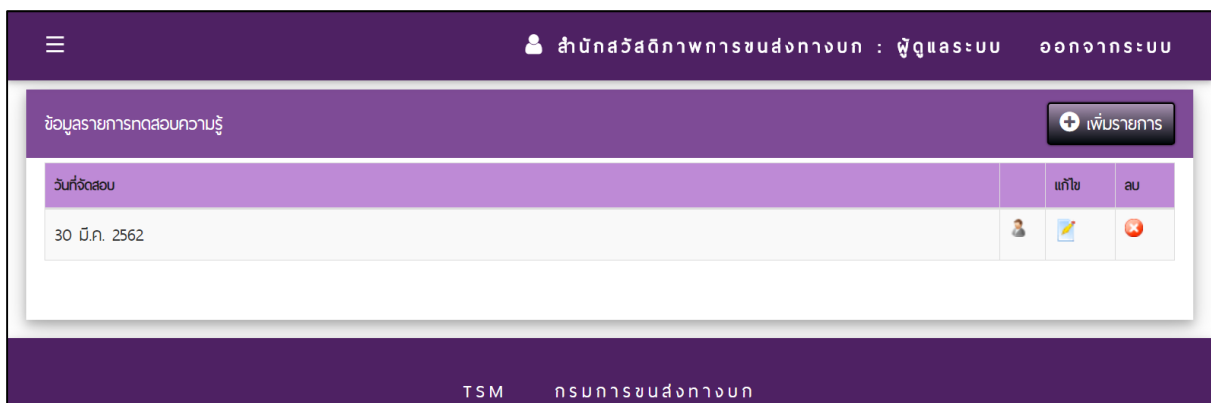 สำนักสวัสดิภาพการขนส่งทางบก : ผู้ดูแลระบบ ออกจากระบบ
ข้อมูลรายการทดสอบความรู้ เพิ่มรายการ
วันที่จัดสอบ แก้ไข ลบ
30 มี.ค. 2562
TSM กรมการขนส่งทางบก